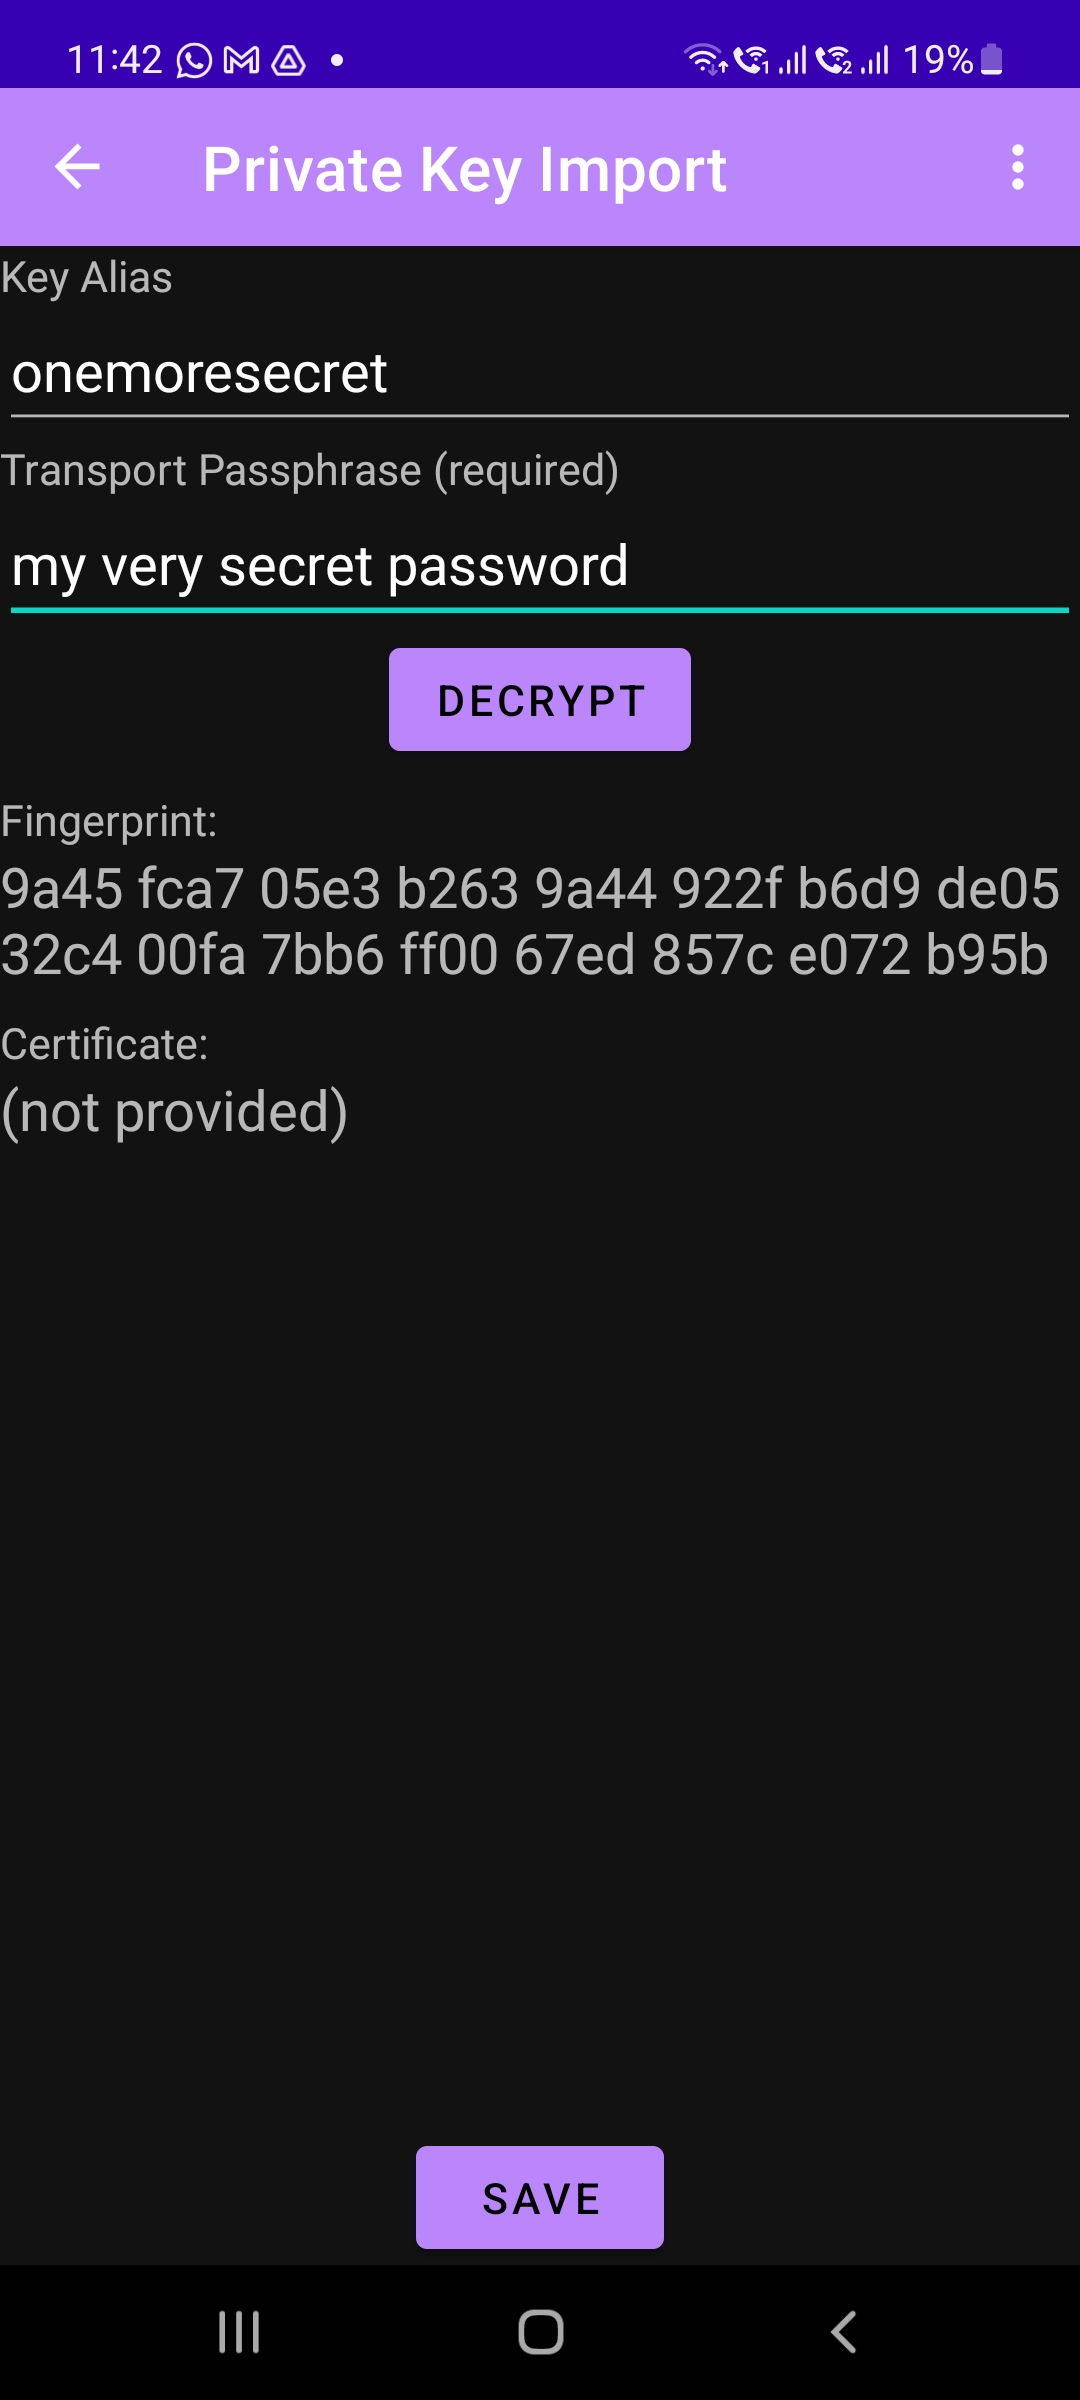 11:42 1 2 19%
Private Key Import
Key Alias
onemoresecret
Transport Passphrase (required)
my very secret password
DECRYPT
Fingerprint:
9a45 fca7 05e3 b263 9a44 922f b6d9 de05
32c4 00fa 7bb6 ff00 67ed 857c e072 b95b
Certificate:
(not provided)
SAVE